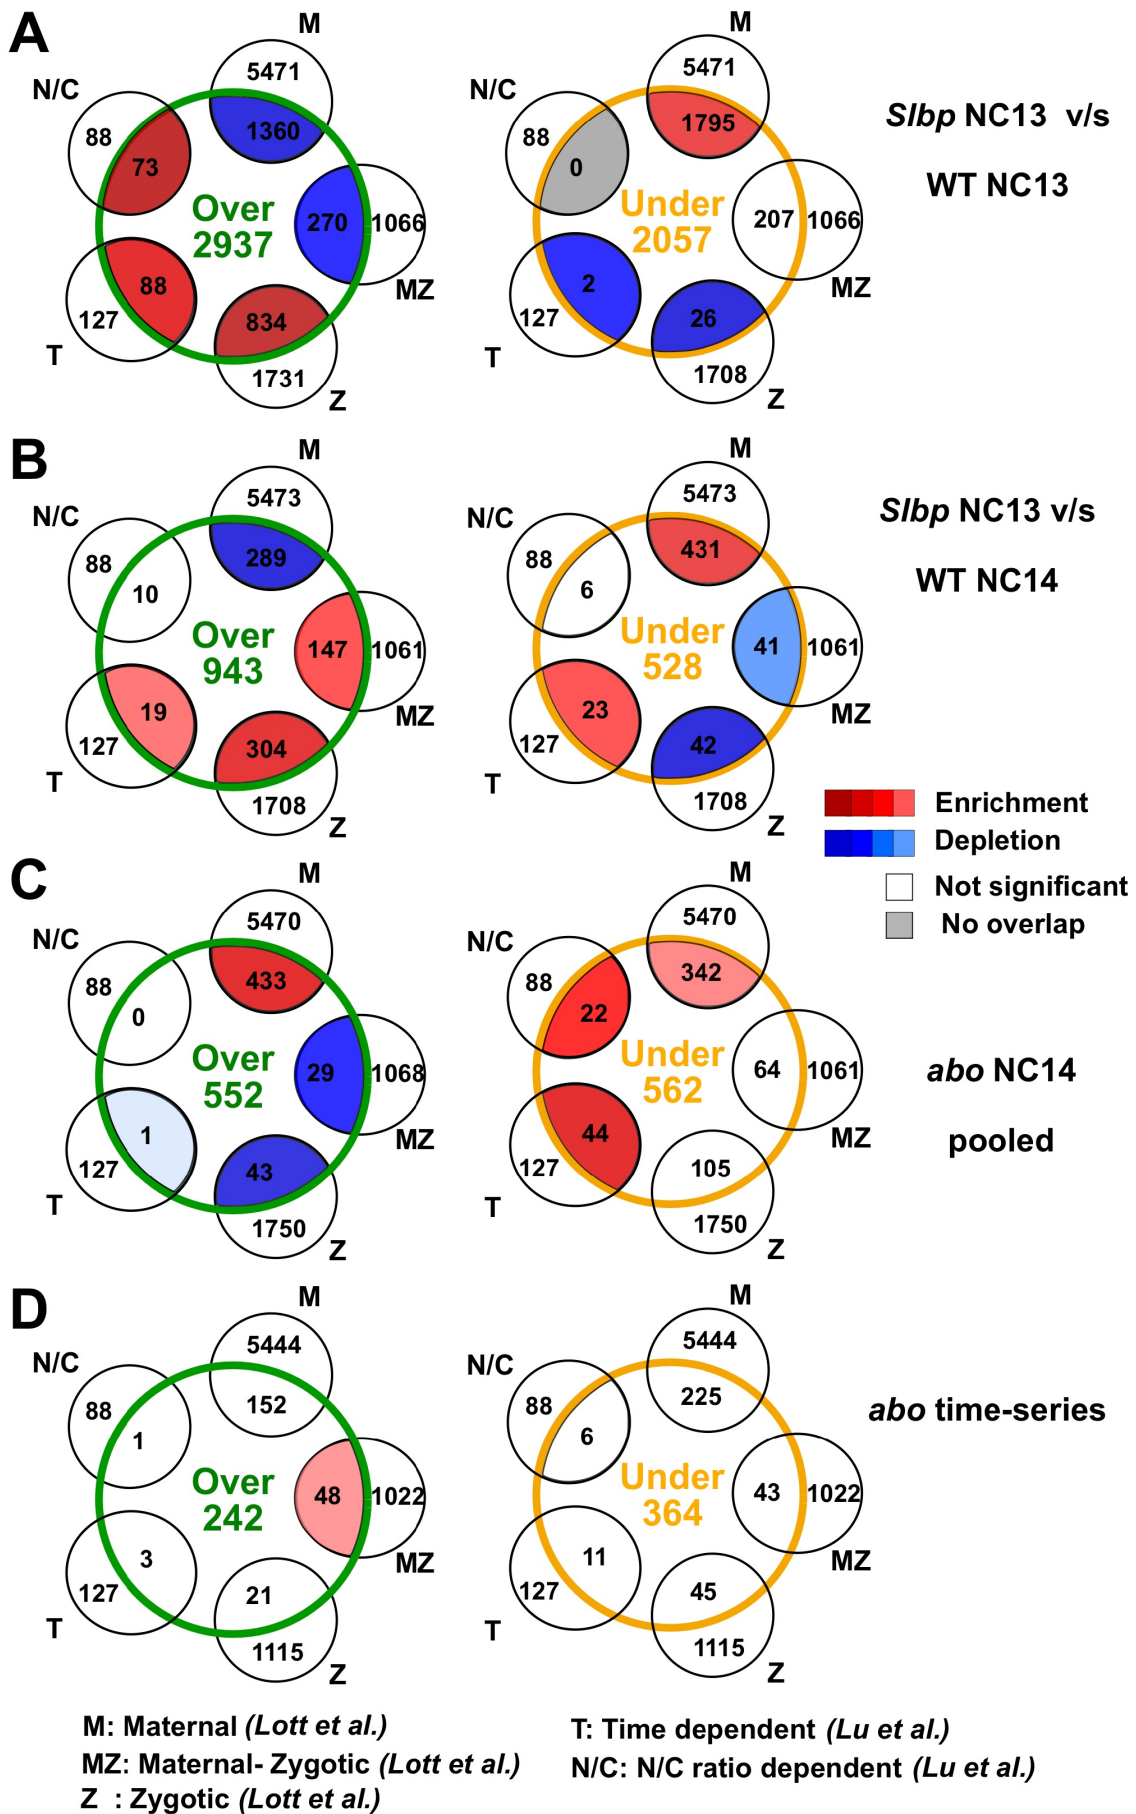 A
M
5471
1360
N/C
88
73
Over
2937
270
1066
MZ
88
127
T
834
1731
Z
M
5471
1795
N/C
88
0
Under
2057
207
1066
MZ
2
127
T
26
1708
Z
Slbp NC13 v/s
WT NC13
B
M
5473
289
N/C
88
10
Over
943
147
1061
MZ
19
127
T
304
1708
Z
M
5473
431
N/C
88
6
Under
528
41
1061
MZ
23
127
T
42
1708
Z
Slbp NC13 v/s
WT NC14
Enrichment
Depletion
Not significant
No overlap
C
M
5470
433
N/C
88
0
Over
552
29
1068
MZ
1
127
T
43
1750
Z
M
5470
342
N/C
88
22
Under
562
64
1061
MZ
44
127
T
105
1750
Z
abo NC14
pooled
D
M
5444
152
N/C
88
1
Over
242
48
1022
MZ
3
127
T
21
1115
Z
M
5444
225
N/C
88
6
Under
364
43
1022
MZ
11
127
T
45
1115
Z
abo time-series
M: Maternal (Lott et al.)
MZ: Maternal- Zygotic (Lott et al.)
Z : Zygotic (Lott et al.)
T: Time dependent (Lu et al.)
N/C: N/C ratio dependent (Lu et al.)